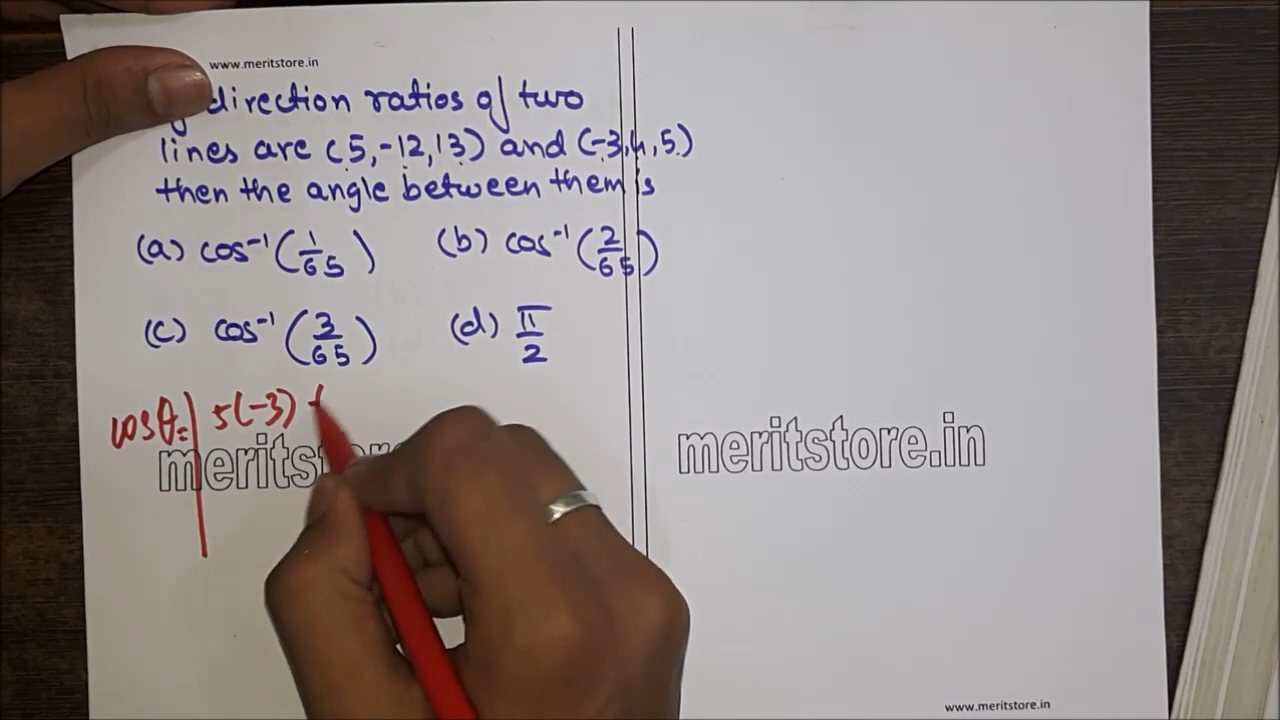 www.meritstore.in
direction ratios of two
lines are (5,-12,13) and (-3,4,5)
then the angle between them is
(a) cos⁻¹(1/65) (b) cos⁻¹(2/65)
(c) cos⁻¹(3/65) (d) π/2
cosθ= | 5(-3) +
meritstore.in
www.meritstore.in